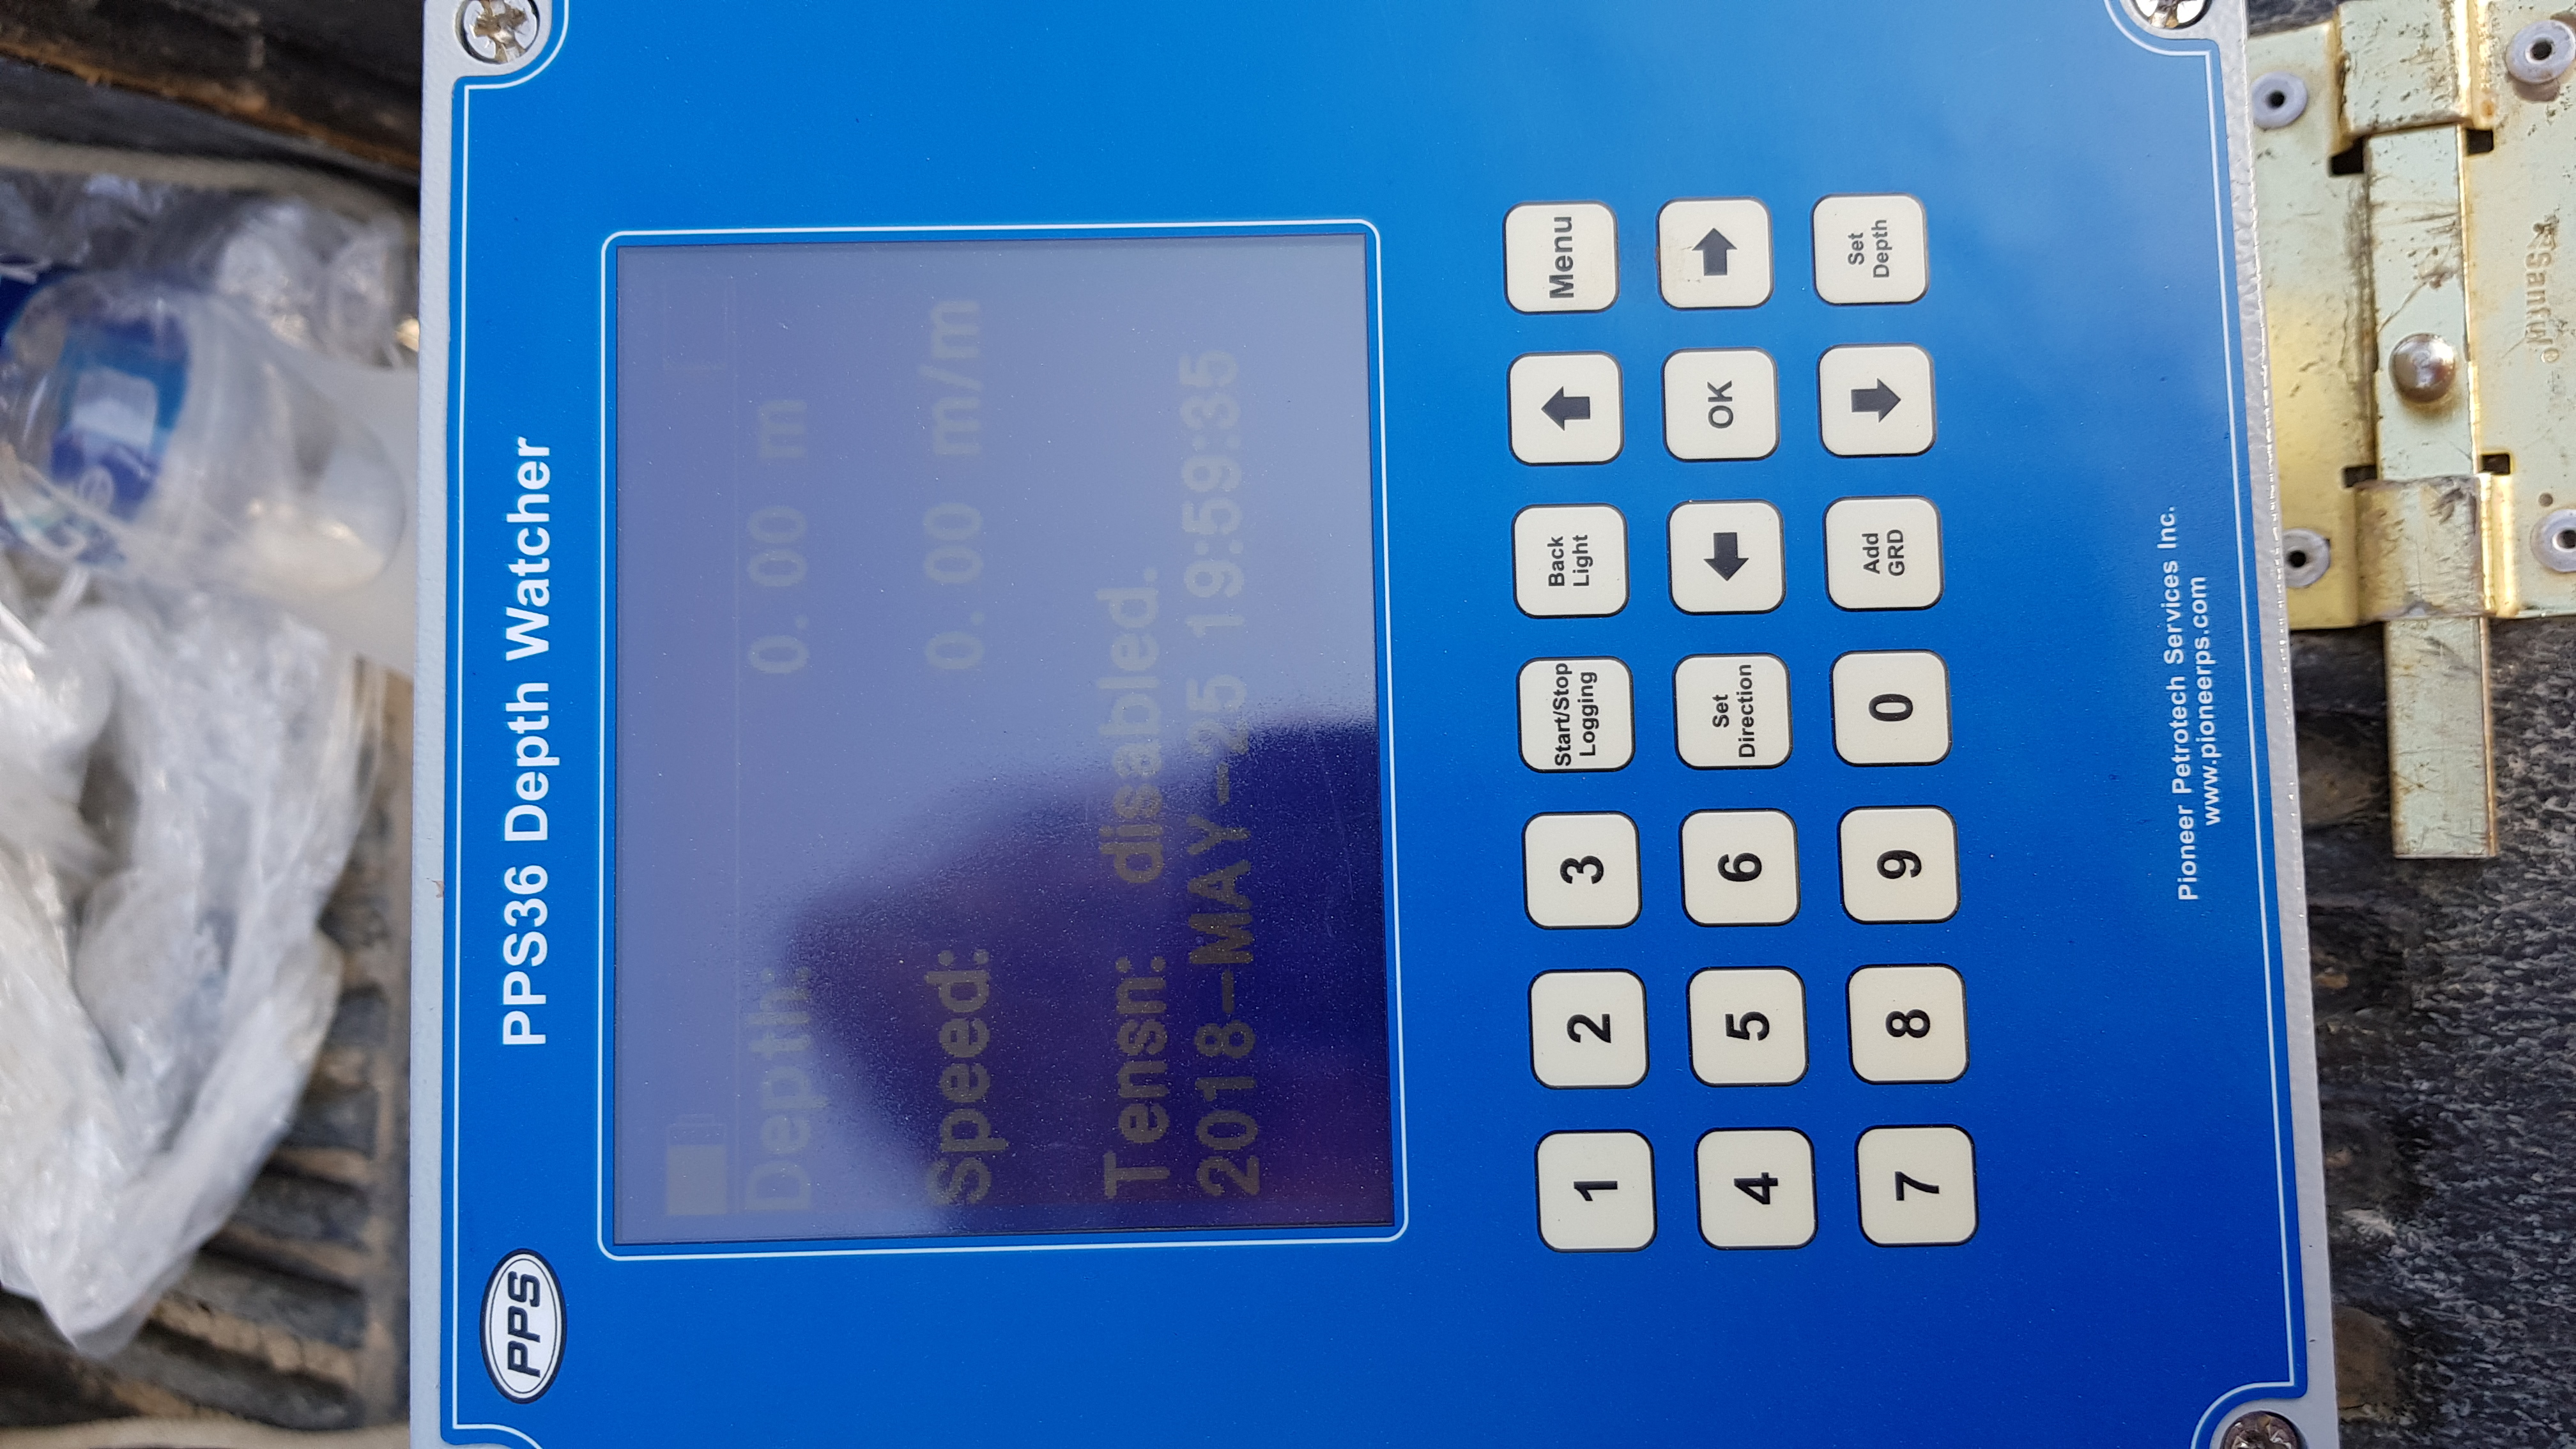 PPS
PPS36 Depth Watcher
Depth: 0.00 m
Speed: 0.00 m/m
Tensn: disabled.
2018-MAY-25 19:59:35
1 2 3 Start/Stop Logging Back Light Menu
4 5 6 Set Direction OK
7 8 9 0 Add GRD Set Depth
Pioneer Petrotech Services Inc.
www.pioneerps.com